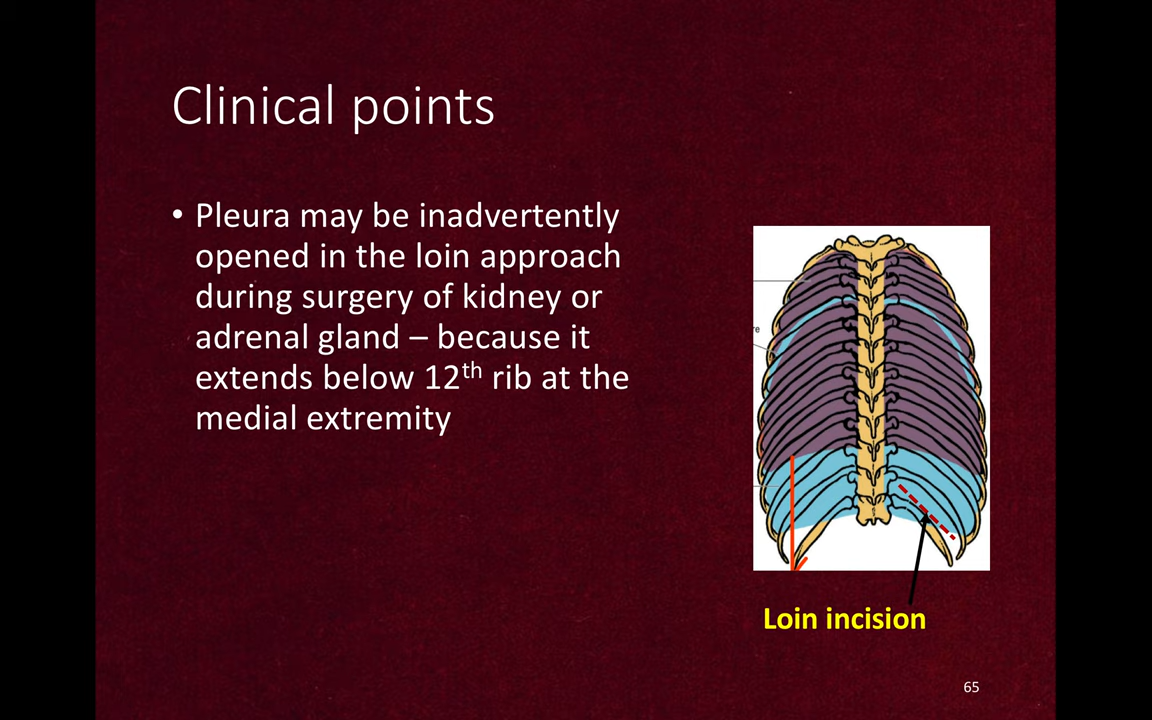 Clinical points
• Pleura may be inadvertently
opened in the loin approach
during surgery of kidney or
adrenal gland – because it
extends below 12th rib at the
medial extremity
re
Loin incision
65